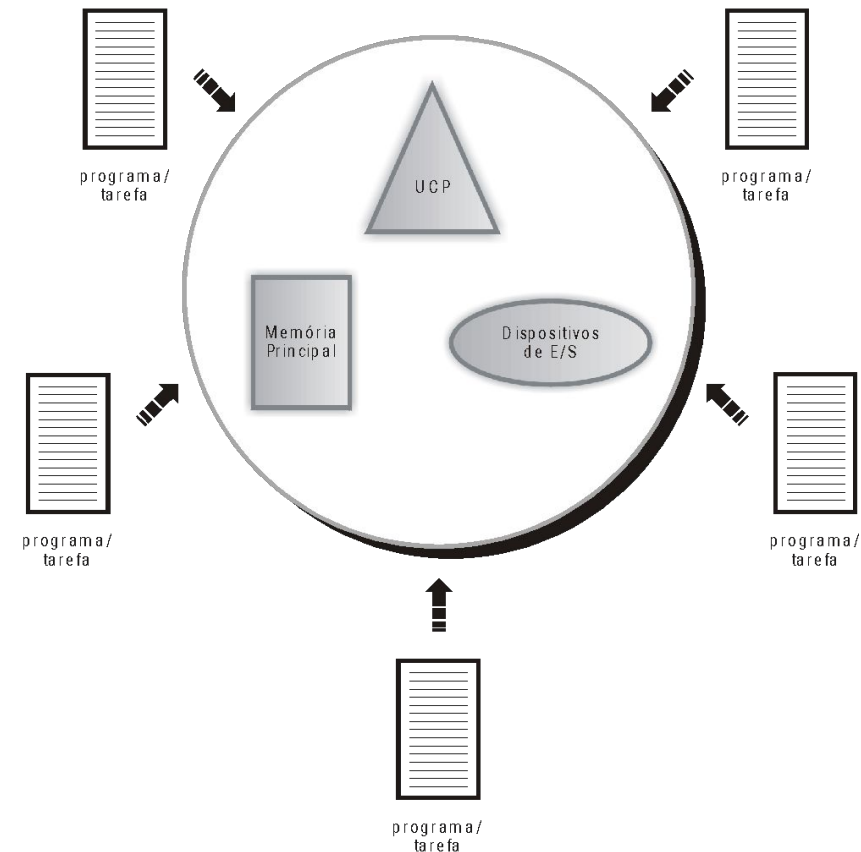 programa/
tarefa
programa/
tarefa
UCP
Memória
Principal
Dispositivos
de E/S
programa/
tarefa
programa/
tarefa
programa/
tarefa